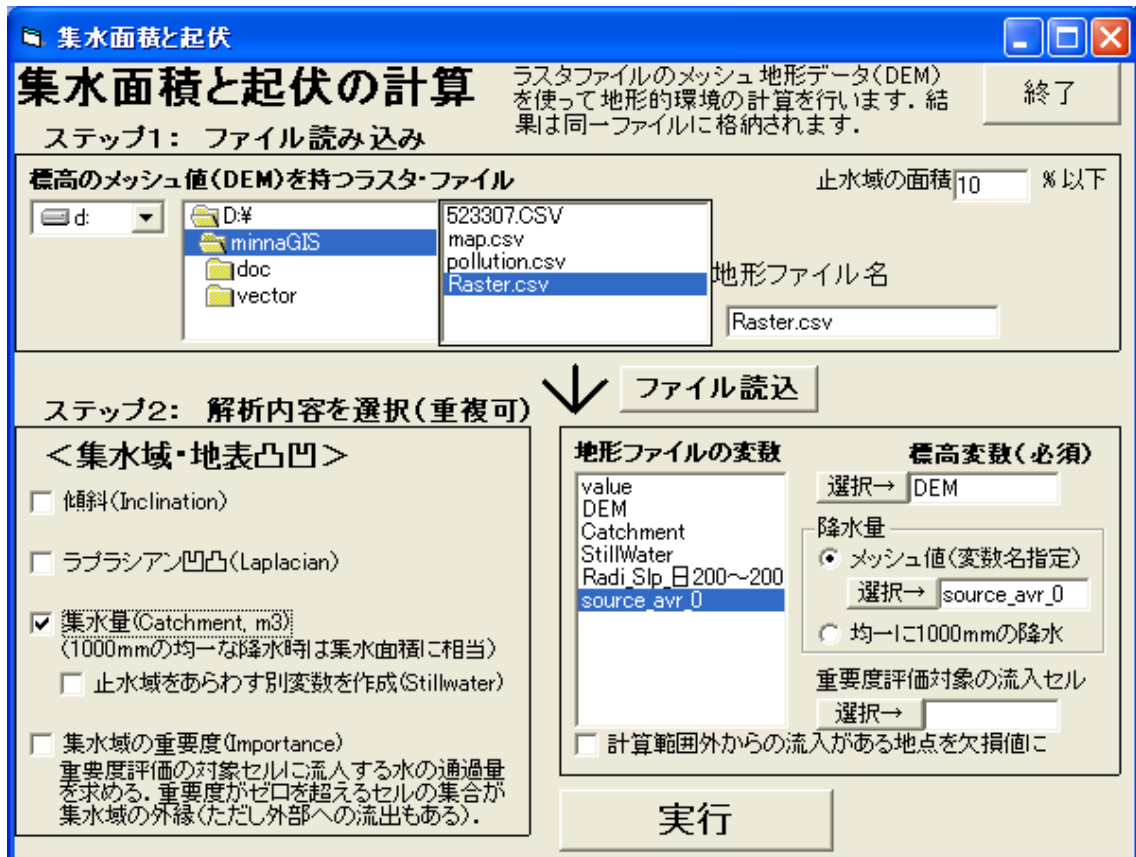 集水面積と起伏
集水面積と起伏の計算
ラスタファイルのメッシュ地形データ(DEM)
を使って地形的環境の計算を行います．結
果は同一ファイルに格納されます．
終了
ステップ1： ファイル読み込み
標高のメッシュ値(DEM)を持つラスタ・ファイル
止水域の面積 10 %以下
d:
D:¥
minnaGIS
doc
vector
523307.CSV
map.csv
pollution.csv
Raster.csv
地形ファイル名
Raster.csv
ファイル読込
ステップ2： 解析内容を選択(重複可)
＜集水域・地表凸凹＞
傾斜(Inclination)
ラプラシアン凹凸(Laplacian)
集水量(Catchment, m3)
(1000mmの均一な降水時は集水面積に相当)
止水域をあらわす別変数を作成(Stillwater)
集水域の重要度(Importance)
重要度評価の対象セルに流入する水の通過量
を求める．重要度がゼロを超えるセルの集合が
集水域の外縁(ただし外部への流出もある)．
地形ファイルの変数
value
DEM
Catchment
StillWater
Radi_Slp_日200～200
source_avr_0
標高変数(必須)
選択→ DEM
降水量
メッシュ値(変数名指定)
選択→ source_avr_0
均一に1000mmの降水
重要度評価対象の流入セル
選択→
計算範囲外からの流入がある地点を欠損値に
実行